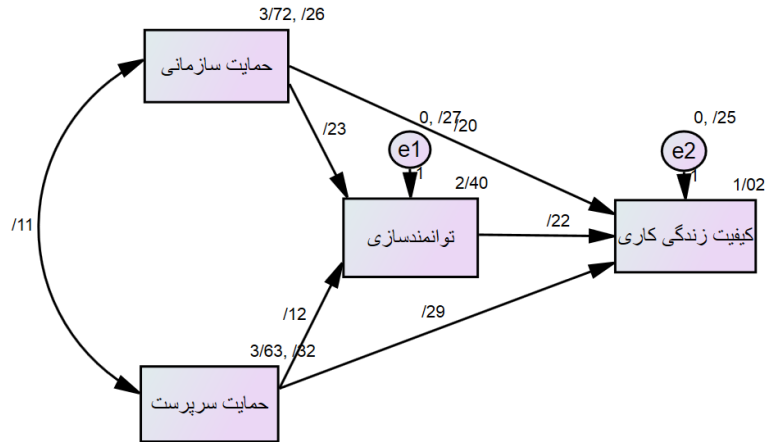 3/72, /26
حمایت سازمانی
/23
0, /27
/20
e1
1
0, /25
e2
1
2/40
1/02
/11
توانمندسازی
/22
کیفیت زندگی کاری
/12
/29
3/63, /32
حمایت سرپرست